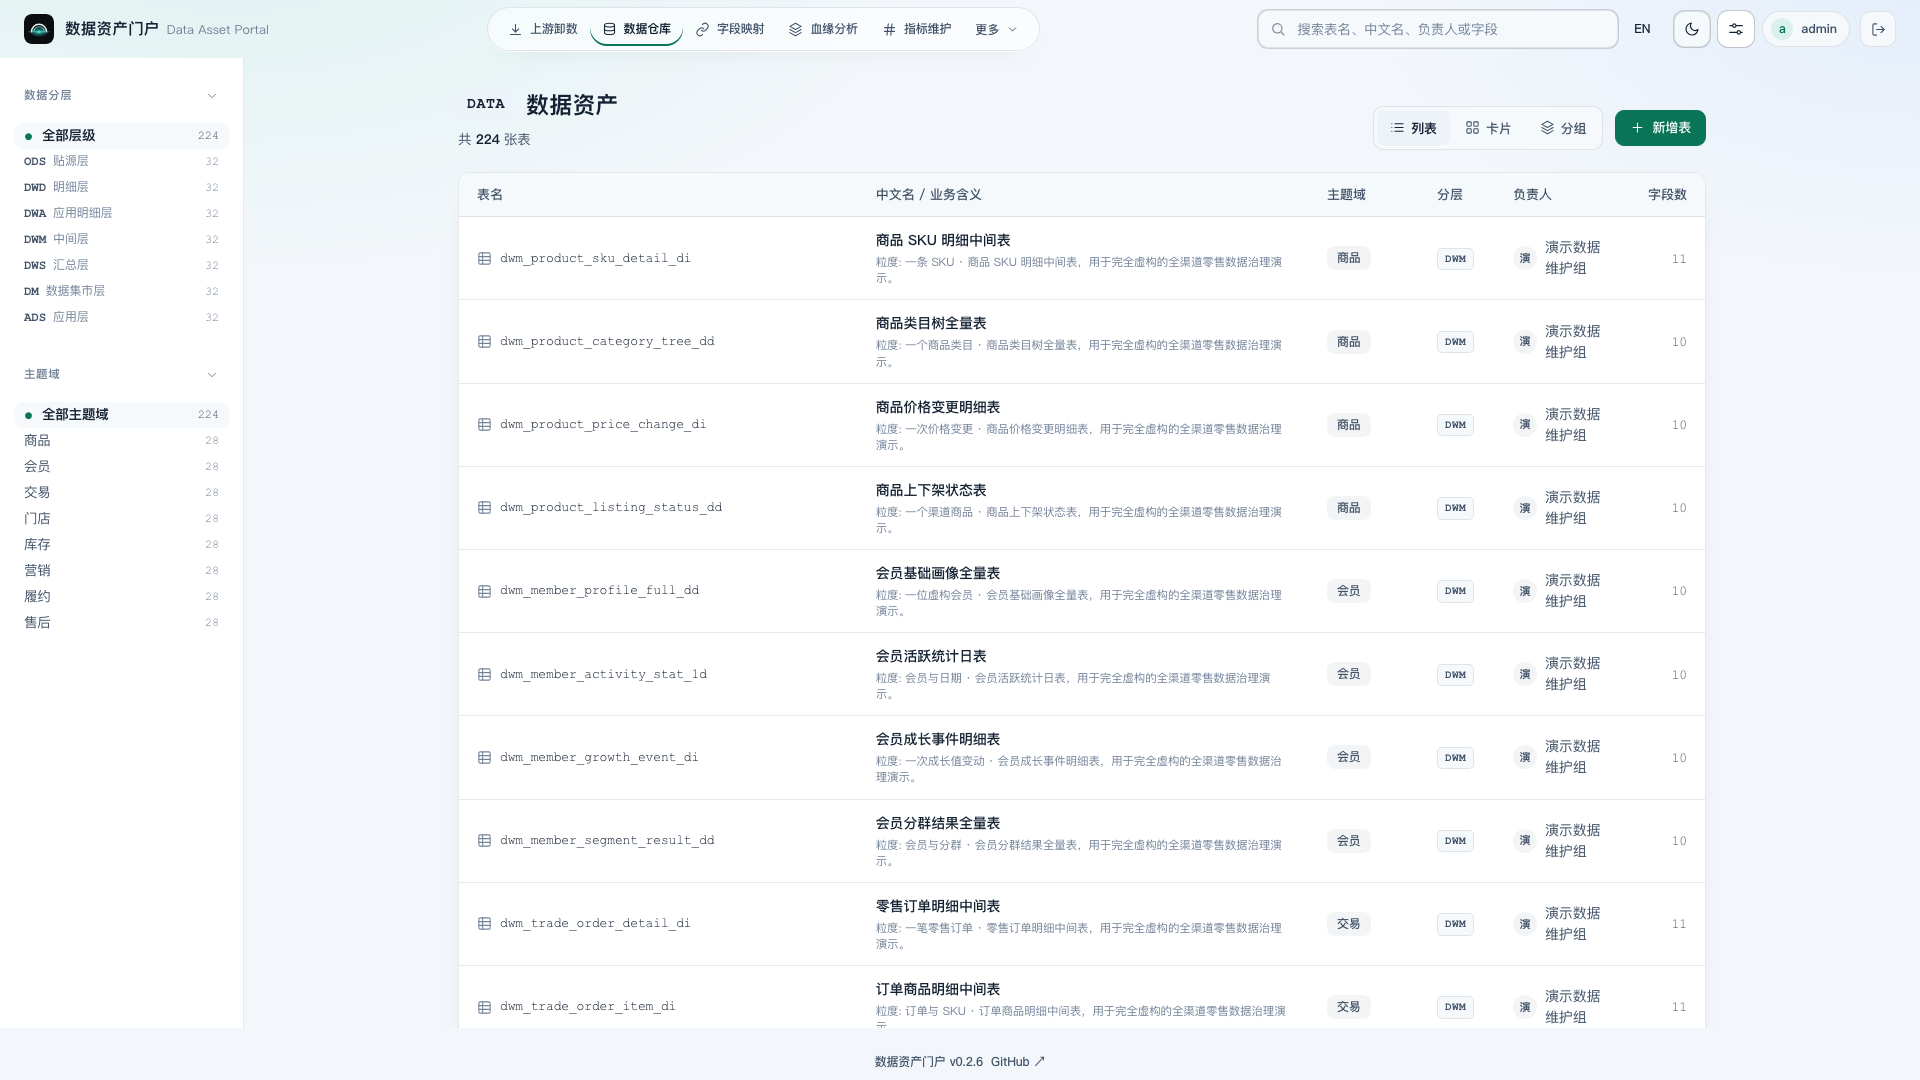 数据资产门户 Data Asset Portal
上游卸数 数据仓库 字段映射 血缘分析 指标维护 更多
搜索表名、中文名、负责人或字段
EN
a admin
数据分层
全部层级 224
ODS 贴源层 32
DWD 明细层 32
DWA 应用明细层 32
DWM 中间层 32
DWS 汇总层 32
DM 数据集市层 32
ADS 应用层 32
主题域
全部主题域 224
商品 28
会员 28
交易 28
门店 28
库存 28
营销 28
履约 28
售后 28
DATA 数据资产
共 224 张表
列表 卡片 分组
新增表
表名 中文名 / 业务含义 主题域 分层 负责人 字段数
dwm_product_sku_detail_di
商品 SKU 明细中间表
粒度: 一条 SKU · 商品 SKU 明细中间表，用于完全虚构的全渠道零售数据治理演
示。
商品 DWM 演 演示数据
维护组
11
dwm_product_category_tree_dd
商品类目树全量表
粒度: 一个商品类目 · 商品类目树全量表，用于完全虚构的全渠道零售数据治理演
示。
商品 DWM 演 演示数据
维护组
10
dwm_product_price_change_di
商品价格变更明细表
粒度: 一次价格变更 · 商品价格变更明细表，用于完全虚构的全渠道零售数据治理
演示。
商品 DWM 演 演示数据
维护组
10
dwm_product_listing_status_dd
商品上下架状态表
粒度: 一个渠道商品 · 商品上下架状态表，用于完全虚构的全渠道零售数据治理演
示。
商品 DWM 演 演示数据
维护组
10
dwm_member_profile_full_dd
会员基础画像全量表
粒度: 一位虚构会员 · 会员基础画像全量表，用于完全虚构的全渠道零售数据治理
演示。
会员 DWM 演 演示数据
维护组
10
dwm_member_activity_stat_1d
会员活跃统计日表
粒度: 会员与日期 · 会员活跃统计日表，用于完全虚构的全渠道零售数据治理演
示。
会员 DWM 演 演示数据
维护组
10
dwm_member_growth_event_di
会员成长事件明细表
粒度: 一次成长值变动 · 会员成长事件明细表，用于完全虚构的全渠道零售数据治
理演示。
会员 DWM 演 演示数据
维护组
10
dwm_member_segment_result_dd
会员分群结果全量表
粒度: 会员与分群 · 会员分群结果全量表，用于完全虚构的全渠道零售数据治理演
示。
会员 DWM 演 演示数据
维护组
10
dwm_trade_order_detail_di
零售订单明细中间表
粒度: 一笔零售订单 · 零售订单明细中间表，用于完全虚构的全渠道零售数据治理
演示。
交易 DWM 演 演示数据
维护组
11
dwm_trade_order_item_di
订单商品明细中间表
粒度: 订单与 SKU · 订单商品明细中间表，用于完全虚构的全渠道零售数据治理演
交易 DWM 演 演示数据
维护组
11
数据资产门户 v0.2.6 GitHub ↗